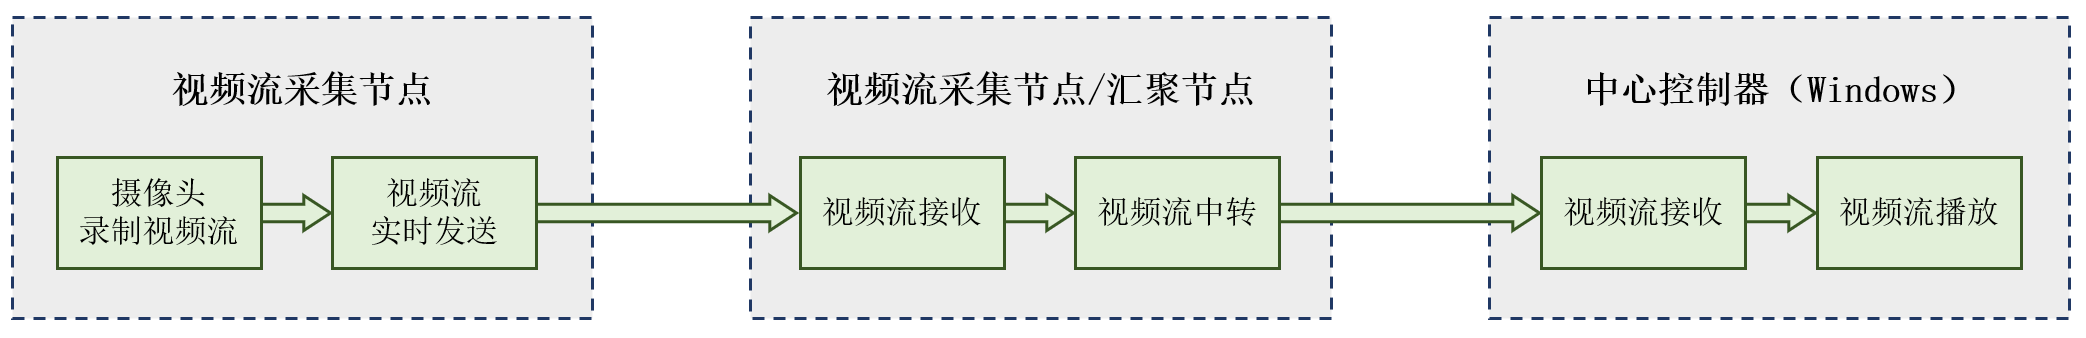 视频流采集节点
摄像头
录制视频流
视频流
实时发送
视频流采集节点/汇聚节点
视频流接收
视频流中转
中心控制器（Windows）
视频流接收
视频流播放